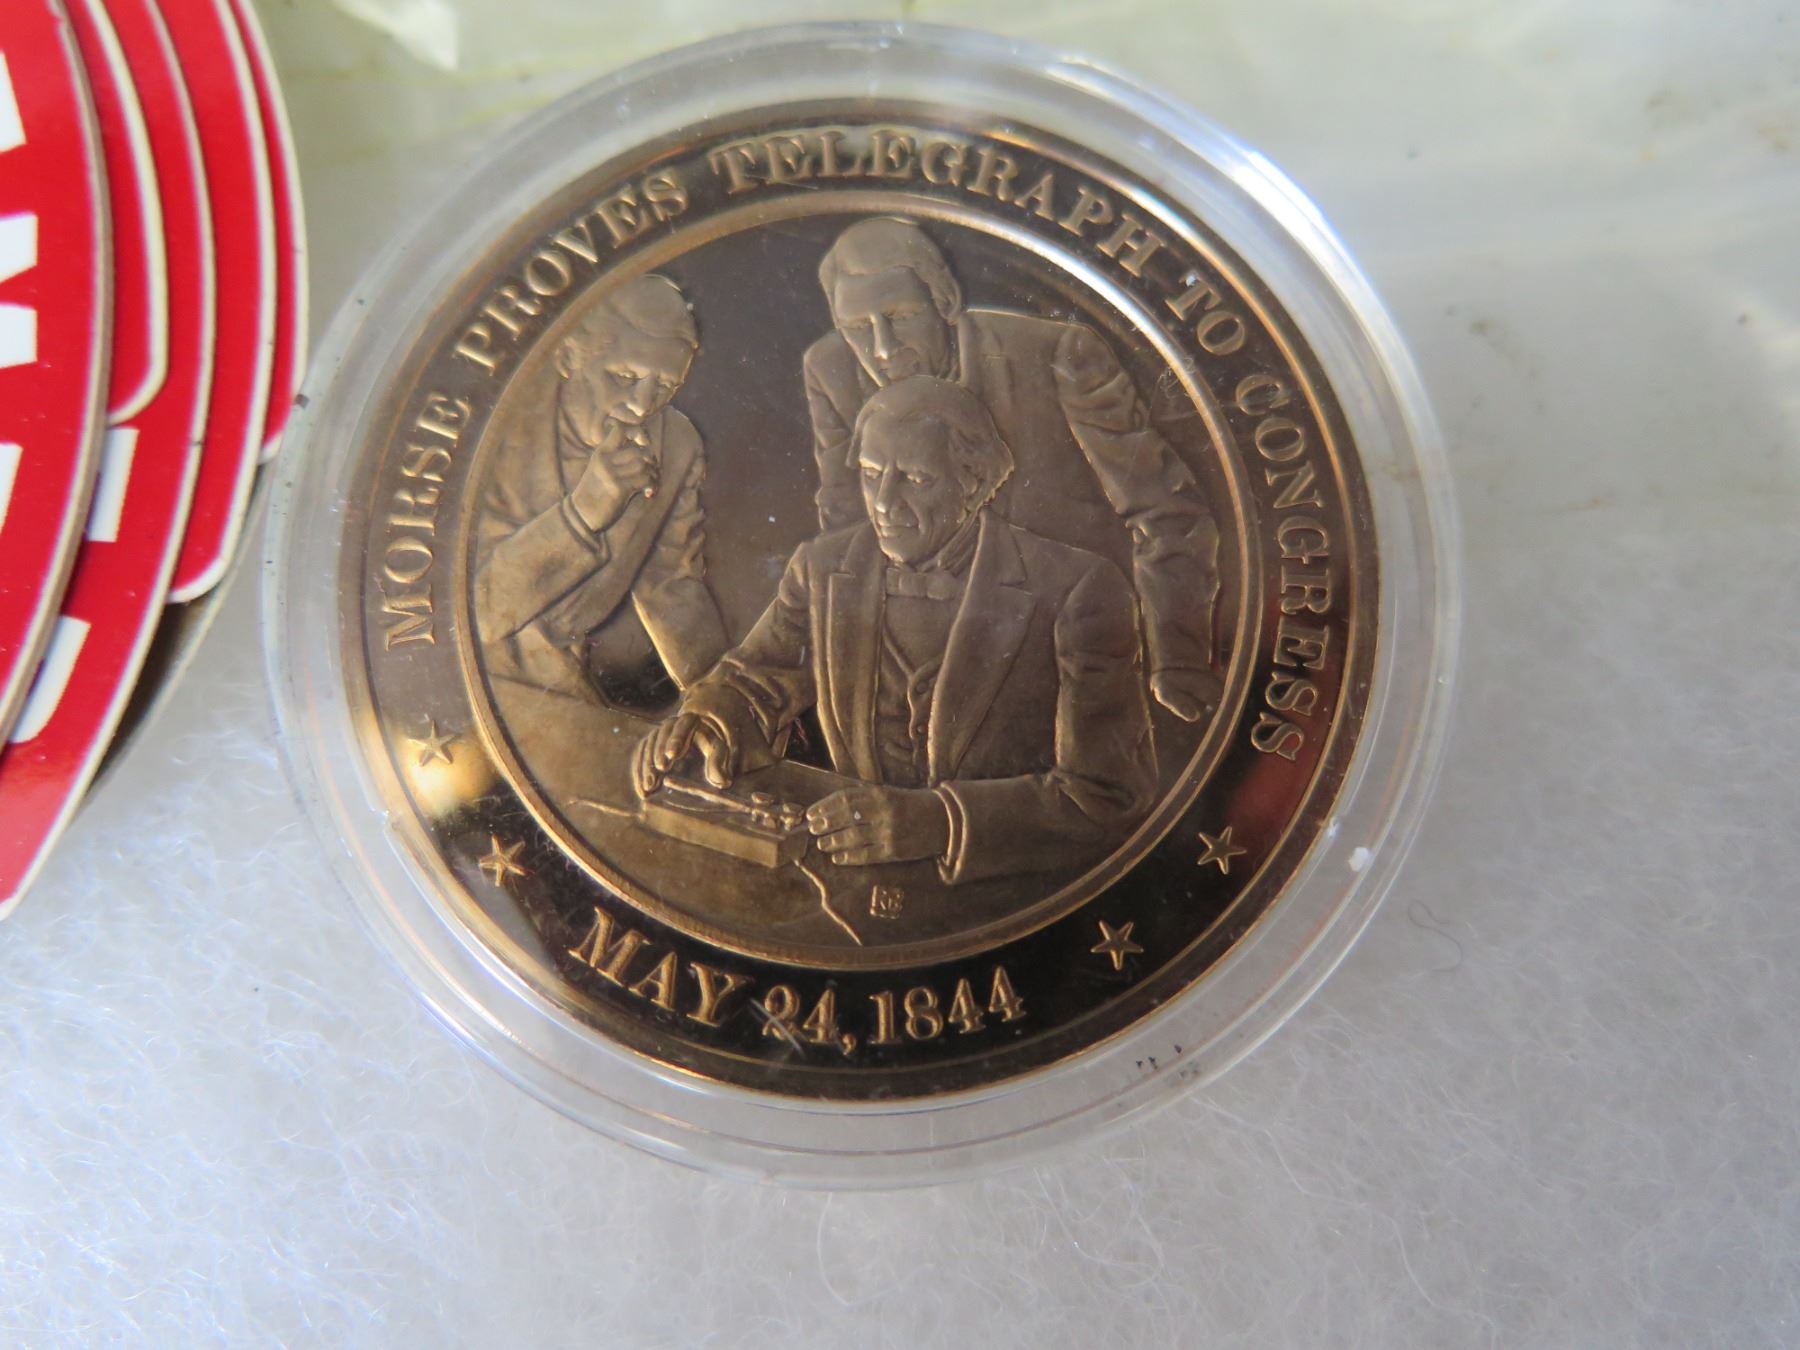 MORSE PROVES TELEGRAPH TO CONGRESS
MAY 24, 1844